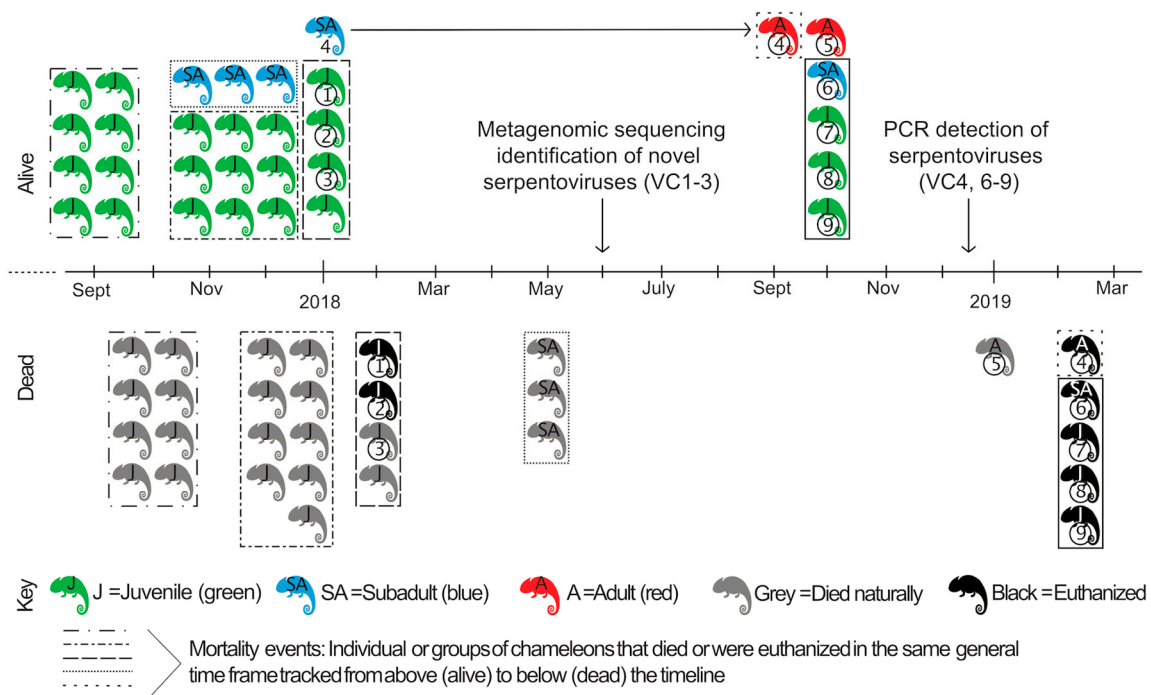 SA A A
4 4 5
J J SA SA SA J SA
1 6
J J J J J J J
2 7
J J J J J J J
3 8
J J J J J J J
9
Alive
Metagenomic sequencing
identification of novel
serpentoviruses (VC1-3)
PCR detection of
serpentoviruses
(VC4, 6-9)
Sept Nov 2018 Mar May July Sept Nov 2019 Mar
Dead
J J J J J SA A A
1 5 4
J J J J J SA SA
2 6
J J J J J SA J
3 7
J J J J J J
8
J J
9
Key
J J =Juvenile (green) SA SA =Subadult (blue) A A =Adult (red) Grey =Died naturally Black =Euthanized
Mortality events: Individual or groups of chameleons that died or were euthanized in the same general
time frame tracked from above (alive) to below (dead) the timeline